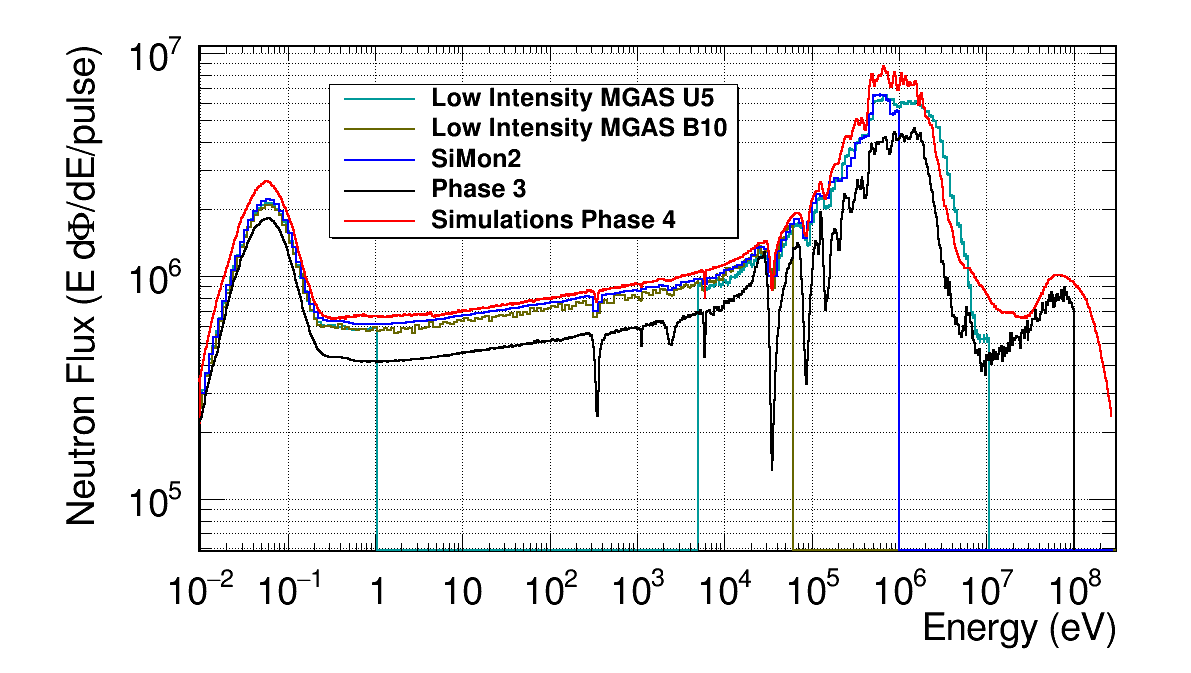 Neutron Flux (E dΦ/dE/pulse)
10⁷
10⁶
10⁵
Low Intensity MGAS U5
Low Intensity MGAS B10
SiMon2
Phase 3
Simulations Phase 4
10⁻² 10⁻¹ 1 10 10² 10³ 10⁴ 10⁵ 10⁶ 10⁷ 10⁸
Energy (eV)